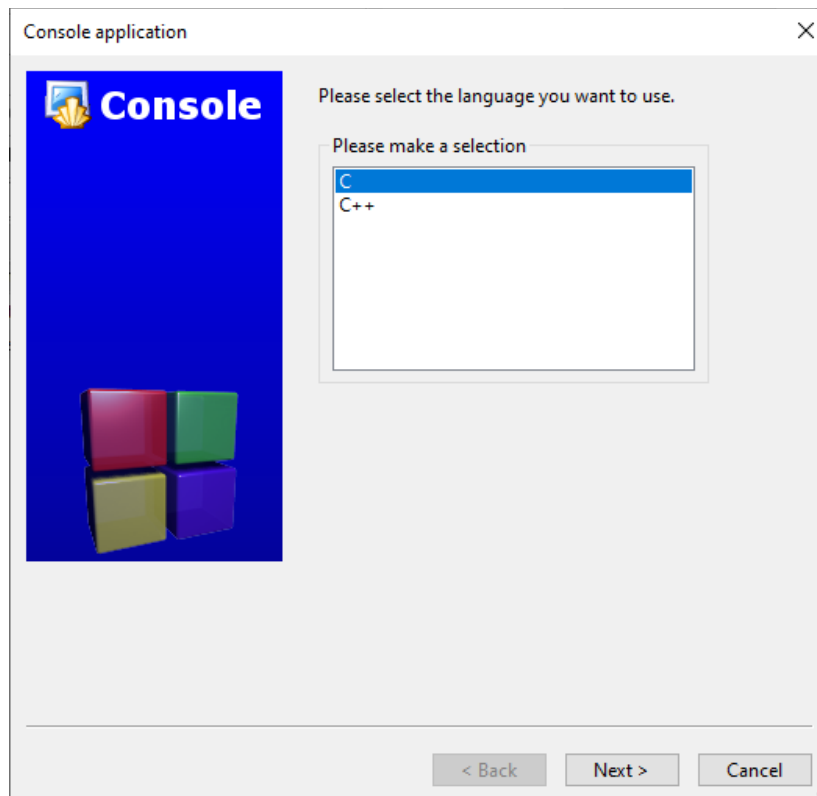 Console application
Console
Please select the language you want to use.
Please make a selection
C
C++
< Back
Next >
Cancel